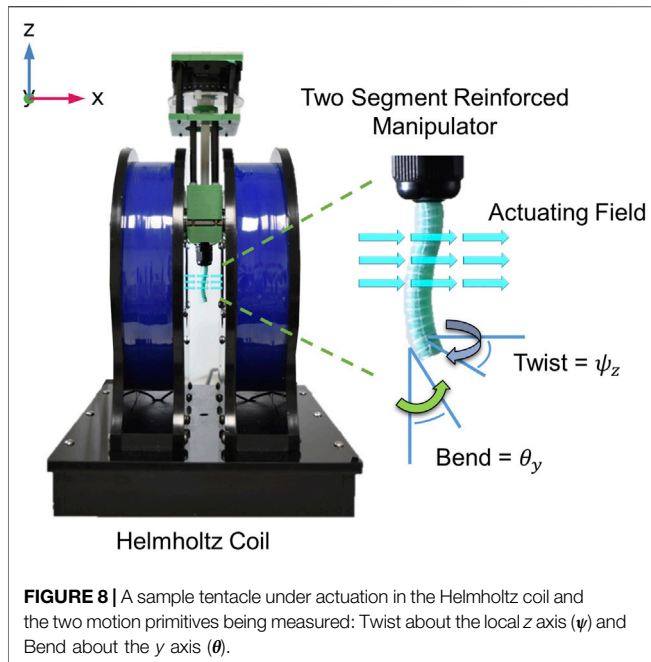 z
y
x
Two Segment Reinforced
Manipulator
Actuating Field
Twist = ψz
Bend = θy
Helmholtz Coil
FIGURE 8 | A sample tentacle under actuation in the Helmholtz coil and
the two motion primitives being measured: Twist about the local z axis (ψ) and
Bend about the y axis (θ).